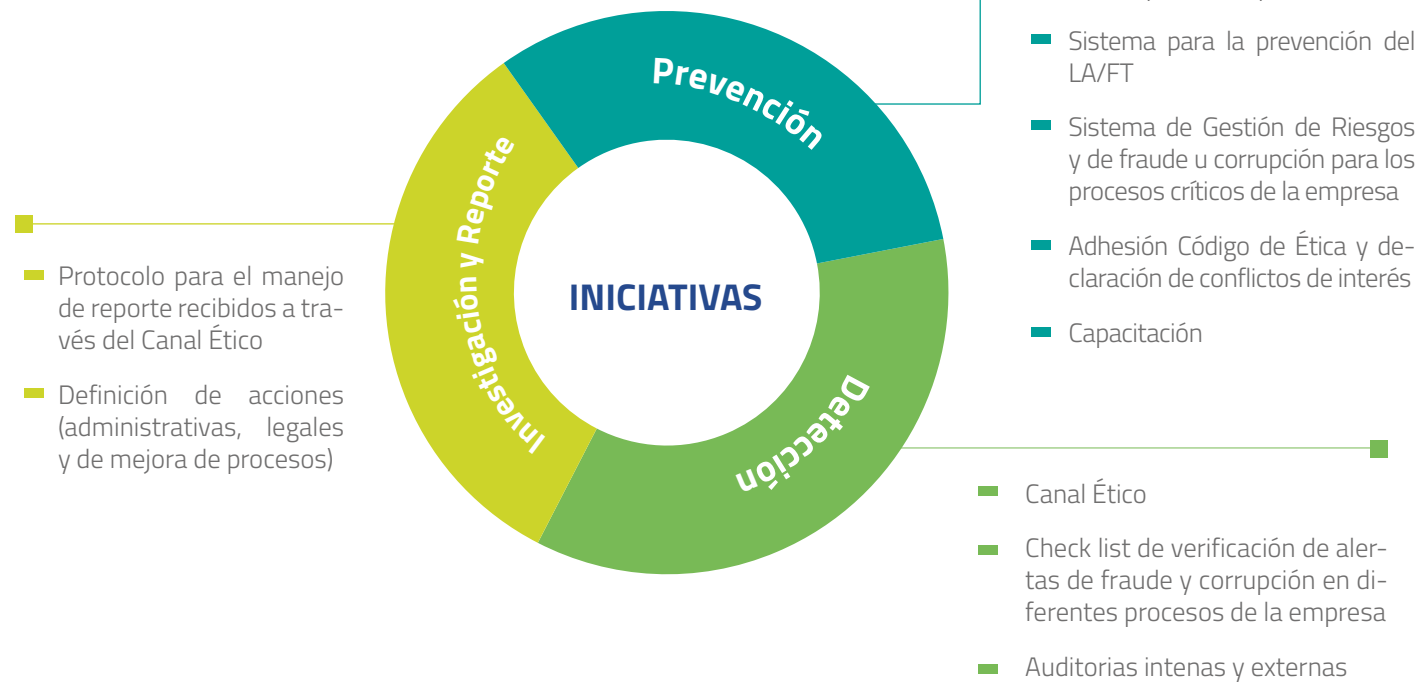 Prevención
Sistema para la prevención del
LA/FT
Sistema de Gestión de Riesgos
y de fraude u corrupción para los
procesos críticos de la empresa
Adhesión Código de Ética y de-
claración de conflictos de interés
Capacitación
Investigación y Reporte
Protocolo para el manejo
de reporte recibidos a tra-
vés del Canal Ético
Definición de acciones
(administrativas, legales
y de mejora de procesos)
INICIATIVAS
Detección
Canal Ético
Check list de verificación de aler-
tas de fraude y corrupción en di-
ferentes procesos de la empresa
Auditorias intenas y externas